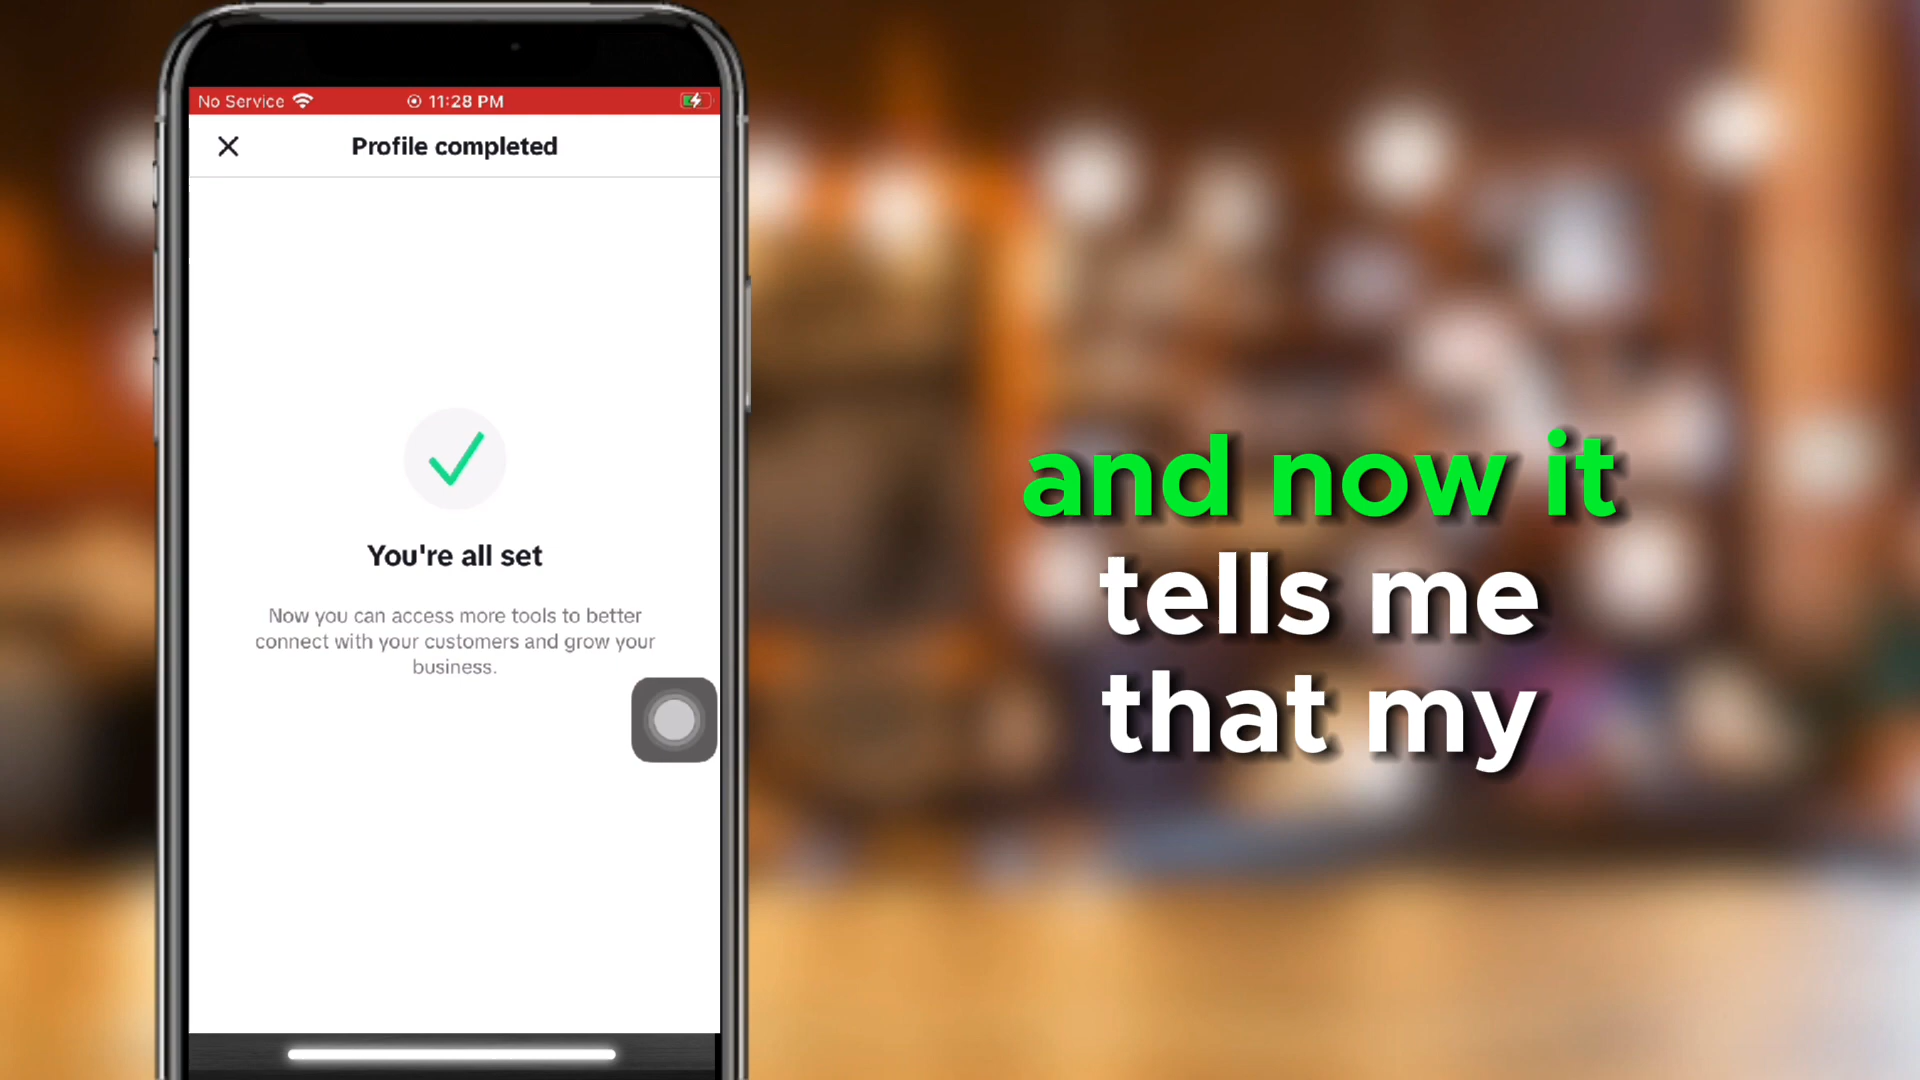 No Service 11:28 PM
Profile completed
You're all set
Now you can access more tools to better
connect with your customers and grow your
business.
and now it
tells me
that my